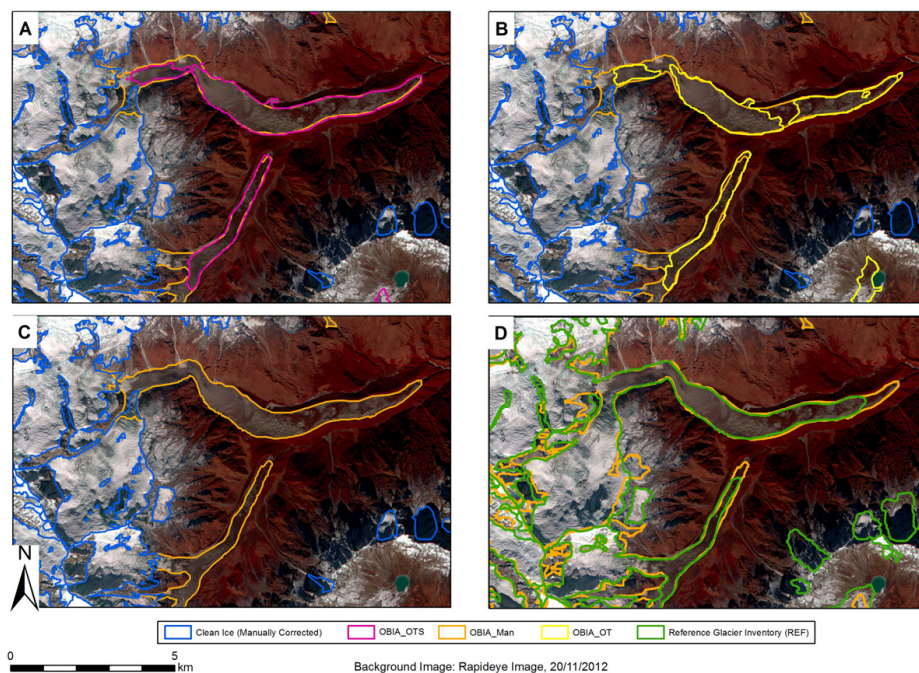 A
B
C
D
N
Clean Ice (Manually Corrected) OBIA_OTS OBIA_Man OBIA_OT Reference Glacier Inventory (REF)
0 5
km
Background Image: Rapideye Image, 20/11/2012